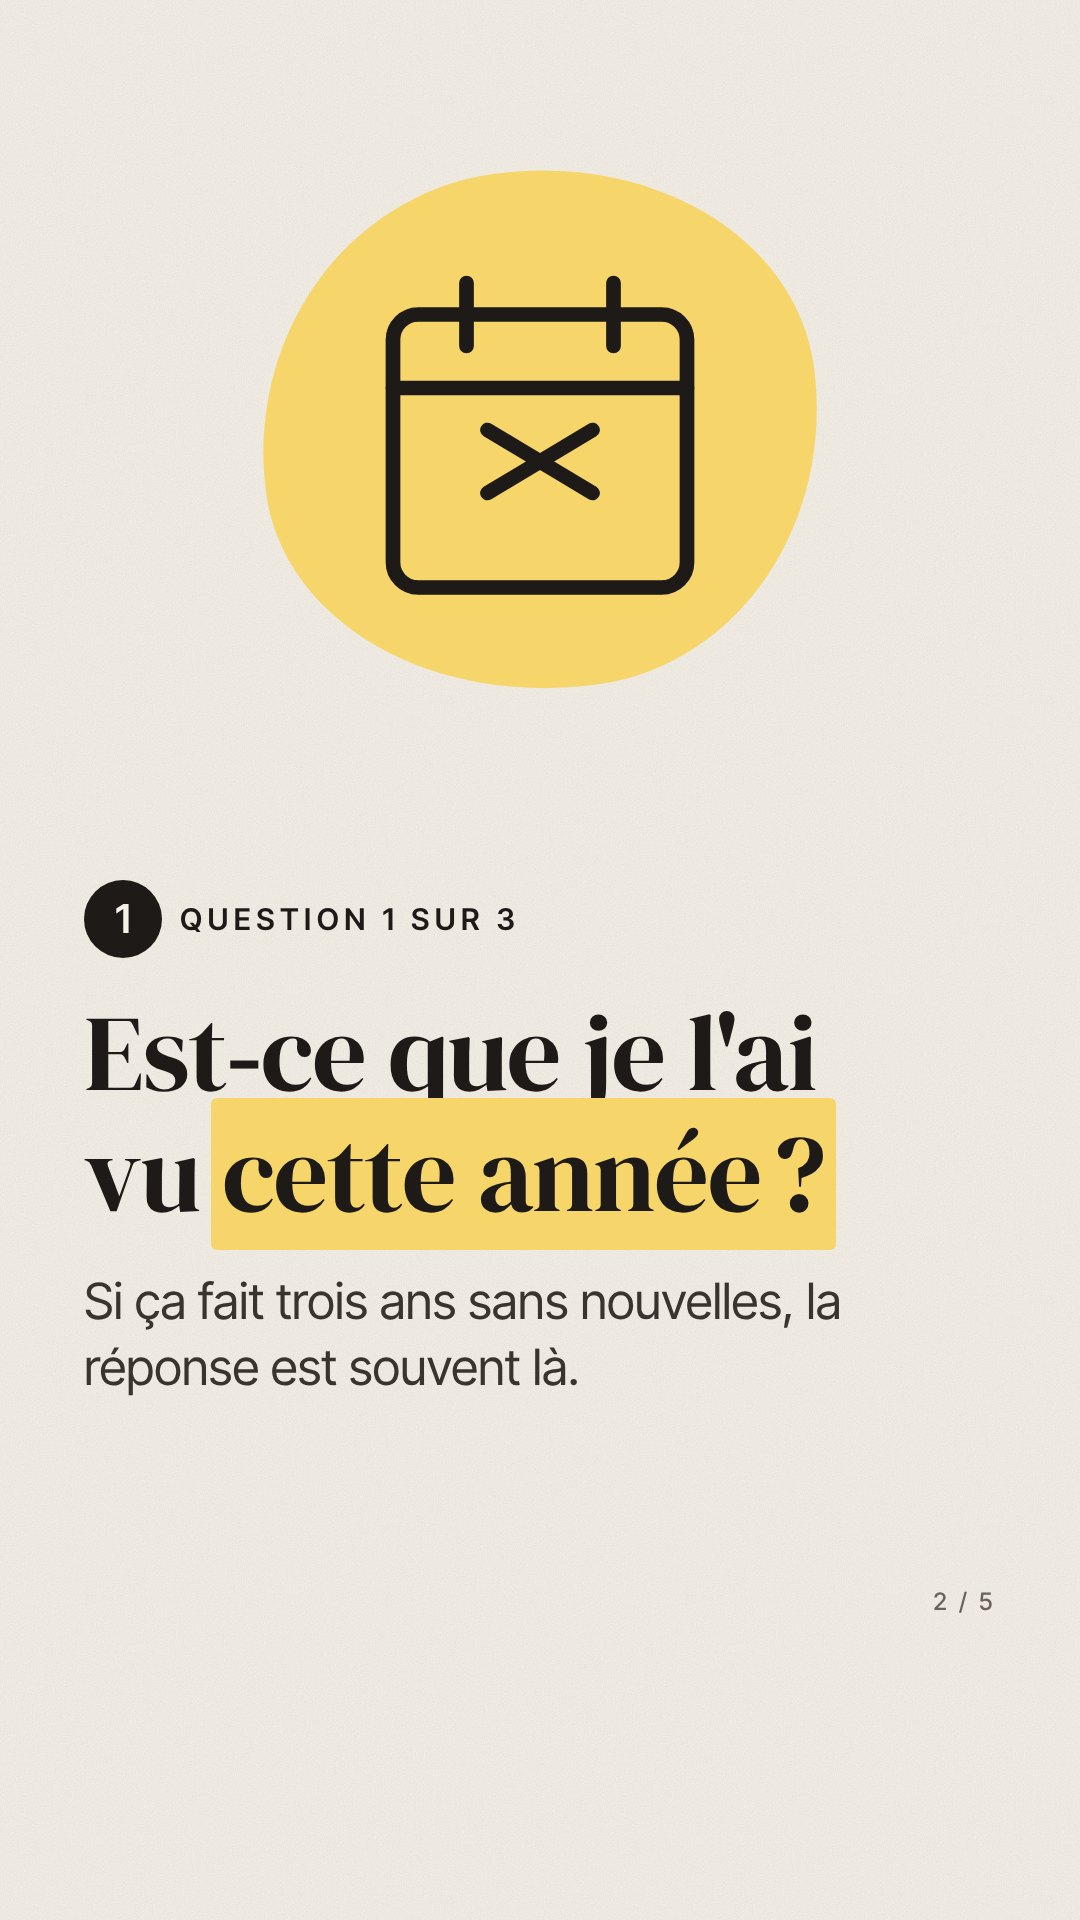 1 QUESTION 1 SUR 3
Est-ce que je l'ai
vu cette année ?
Si ça fait trois ans sans nouvelles, la
réponse est souvent là.
2 / 5